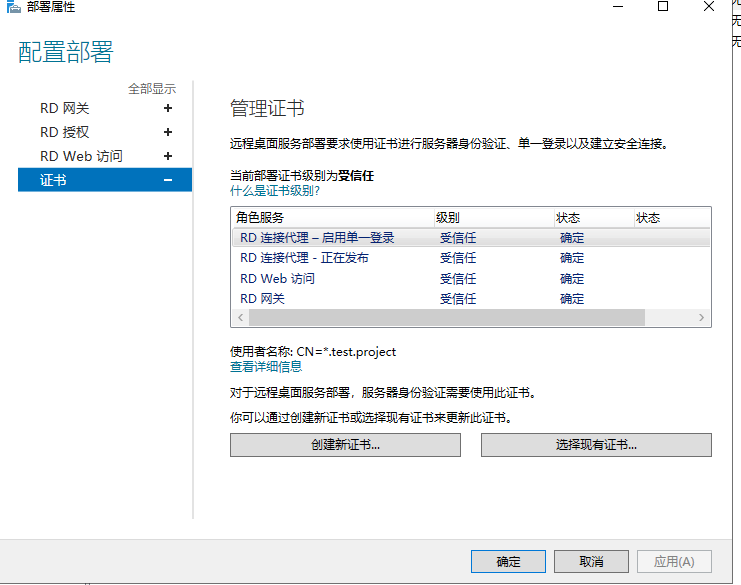 部署属性
配置部署
全部显示
RD 网关 +
RD 授权 +
RD Web 访问 +
证书 –
管理证书
远程桌面服务部署要求使用证书进行服务器身份验证、单一登录以及建立安全连接。
当前部署证书级别为受信任
什么是证书级别?
角色服务 级别 状态 状态
RD 连接代理 – 启用单一登录 受信任 确定
RD 连接代理 - 正在发布 受信任 确定
RD Web 访问 受信任 确定
RD 网关 受信任 确定
使用者名称: CN=*.test.project
查看详细信息
对于远程桌面服务部署，服务器身份验证需要使用此证书。
你可以通过创建新证书或选择现有证书来更新此证书。
创建新证书... 选择现有证书...
确定 取消 应用(A)